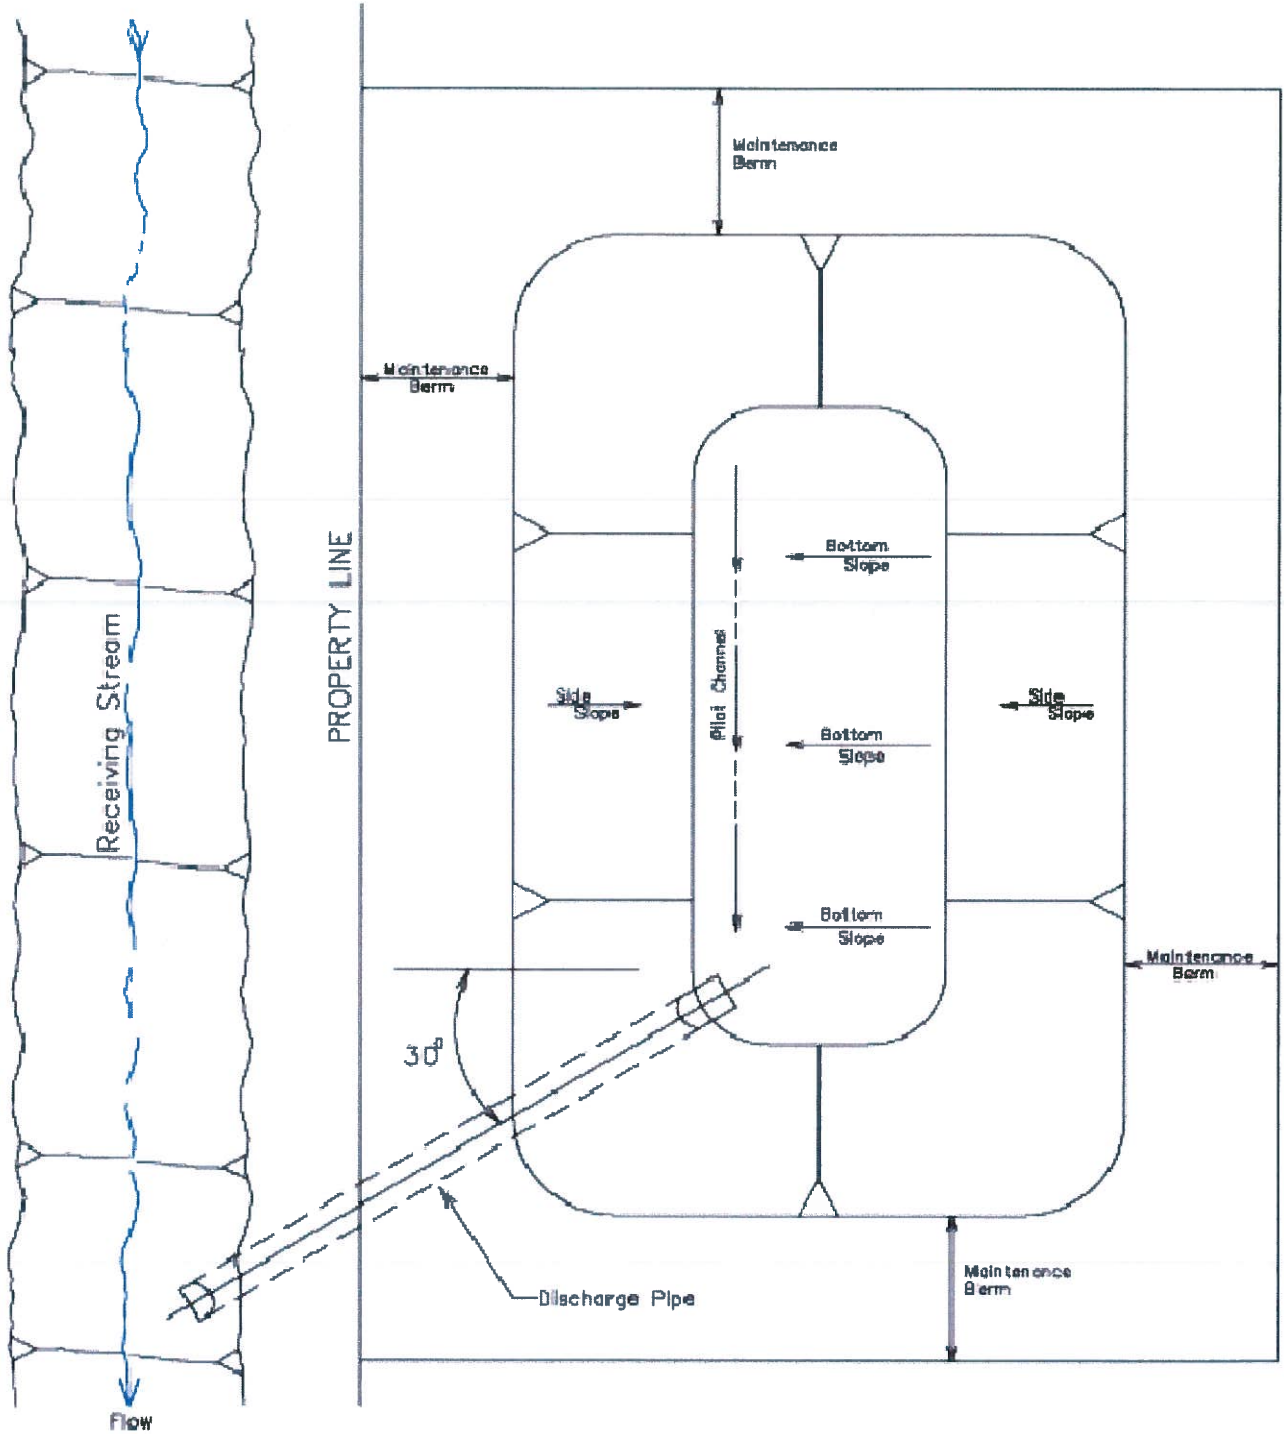 Maintenance
Berm
Maintenance
Berm
PROPERTY LINE
Receiving Stream
Pilot Channel
Bottom
Slope
Side
Slope
Side
Slope
Bottom
Slope
Bottom
Slope
Maintenance
Berm
30°
Maintenance
Berm
Discharge Pipe
Flow